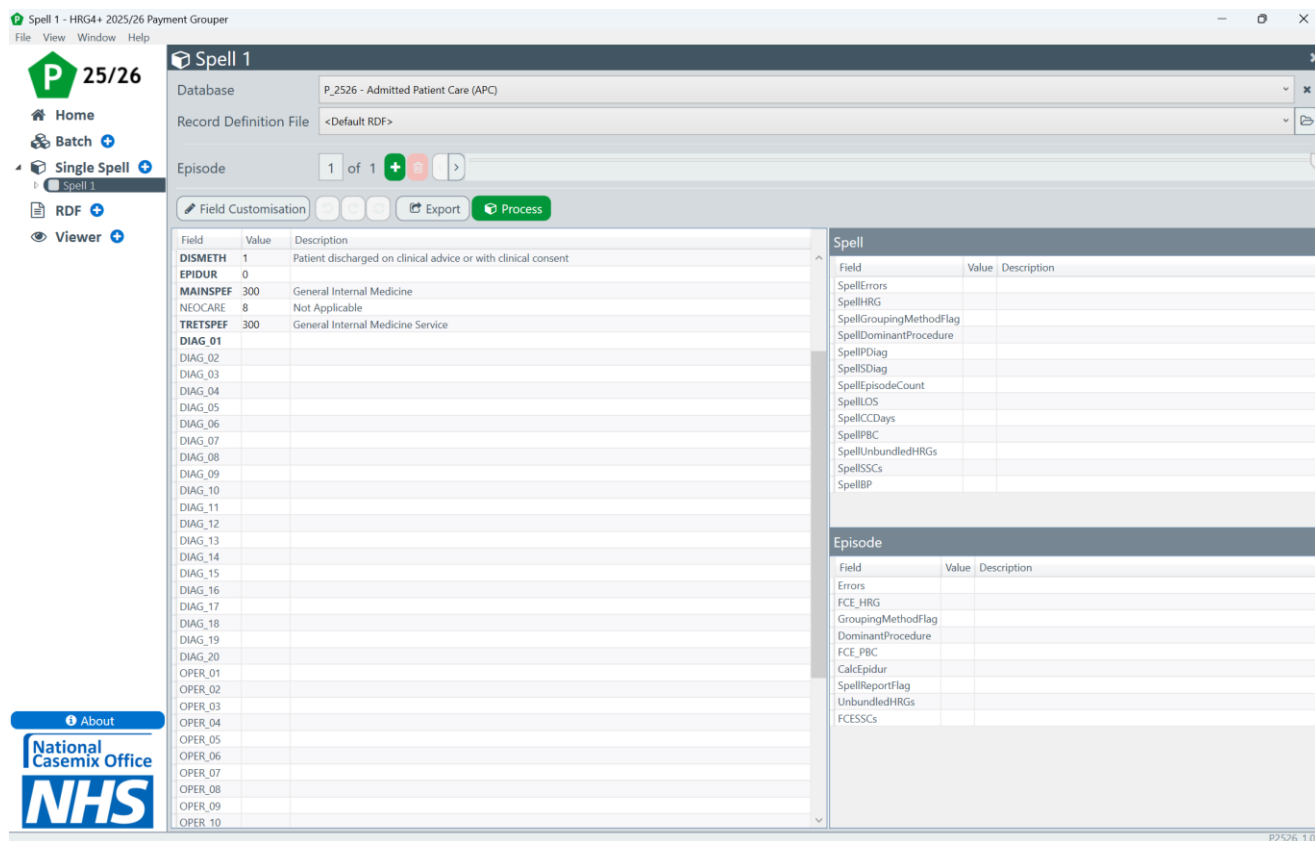 Spell 1 - HRG4+ 2025/26 Payment Grouper
File View Window Help
P 25/26
Home
Batch
Single Spell
Spell 1
RDF
Viewer
About
National
Casemix Office
NHS
Spell 1
Database P_2526 - Admitted Patient Care (APC)
Record Definition File <Default RDF>
Episode 1 of 1
Field Customisation Export Process
Field Value Description
DISMETH 1 Patient discharged on clinical advice or with clinical consent
EPIDUR 0
MAINSPEF 300 General Internal Medicine
NEOCARE 8 Not Applicable
TRETSPEF 300 General Internal Medicine Service
DIAG_01
DIAG_02
DIAG_03
DIAG_04
DIAG_05
DIAG_06
DIAG_07
DIAG_08
DIAG_09
DIAG_10
DIAG_11
DIAG_12
DIAG_13
DIAG_14
DIAG_15
DIAG_16
DIAG_17
DIAG_18
DIAG_19
DIAG_20
OPER_01
OPER_02
OPER_03
OPER_04
OPER_05
OPER_06
OPER_07
OPER_08
OPER_09
OPER_10
Spell
Field Value Description
SpellErrors
SpellHRG
SpellGroupingMethodFlag
SpellDominantProcedure
SpellPDiag
SpellSDiag
SpellEpisodeCount
SpellLOS
SpellCCDays
SpellPBC
SpellUnbundledHRGs
SpellSSCs
SpellBP
Episode
Field Value Description
Errors
FCE_HRG
GroupingMethodFlag
DominantProcedure
FCE_PBC
CalcEpidur
SpellReportFlag
UnbundledHRGs
FCESSCs
P2526_1.0